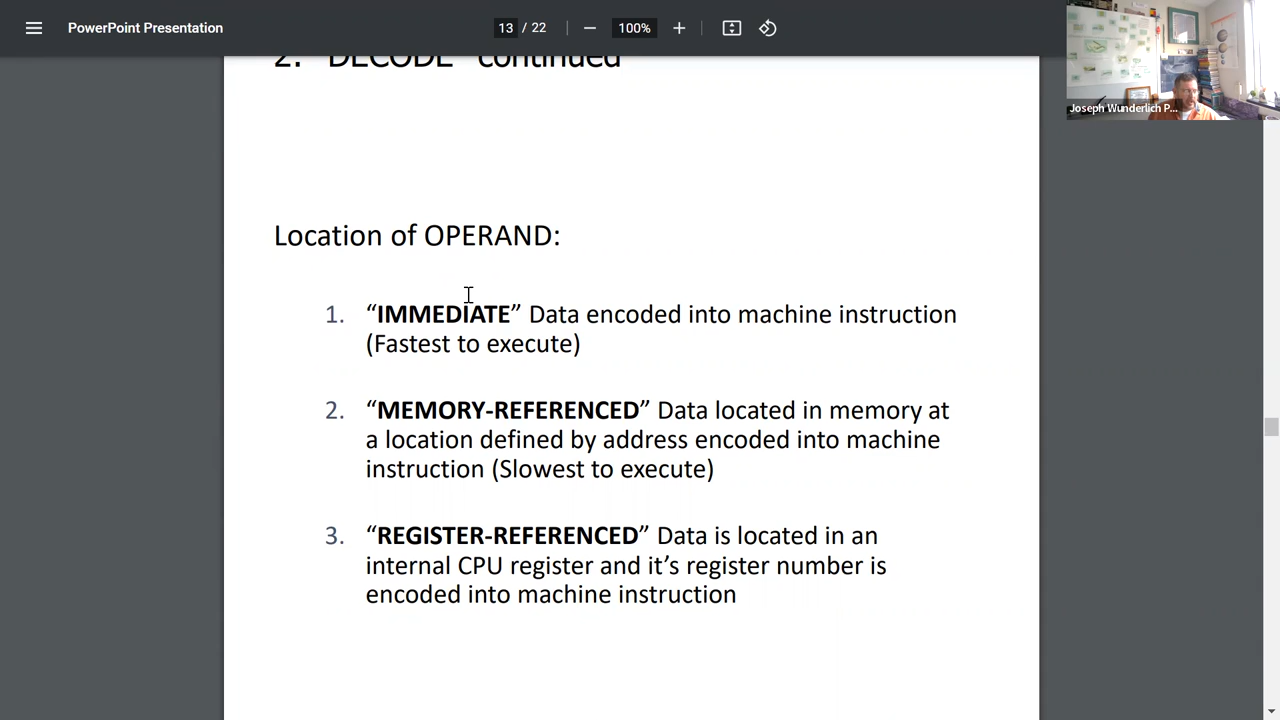 PowerPoint Presentation
13 / 22
100%
Joseph Wunderlich P...
2. "DECODE" continued
Location of OPERAND:
1. “IMMEDIATE” Data encoded into machine instruction
(Fastest to execute)
2. “MEMORY-REFERENCED” Data located in memory at
a location defined by address encoded into machine
instruction (Slowest to execute)
3. “REGISTER-REFERENCED” Data is located in an
internal CPU register and it’s register number is
encoded into machine instruction